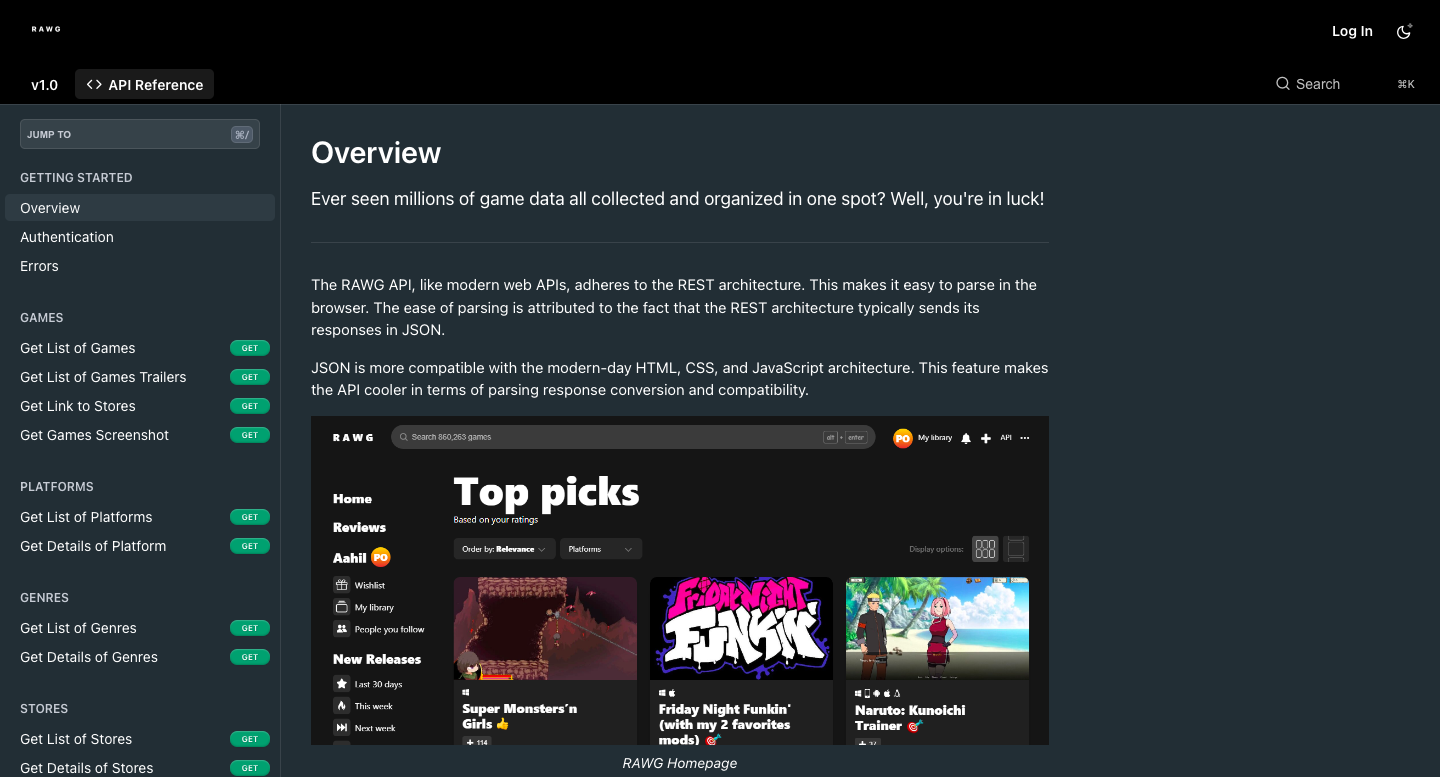 RAWG
Log In
v1.0
API Reference
Search
⌘K
JUMP TO
⌘/
GETTING STARTED
Overview
Authentication
Errors
GAMES
Get List of Games GET
Get List of Games Trailers GET
Get Link to Stores GET
Get Games Screenshot GET
PLATFORMS
Get List of Platforms GET
Get Details of Platform GET
GENRES
Get List of Genres GET
Get Details of Genres GET
STORES
Get List of Stores GET
Get Details of Stores GET
Overview
Ever seen millions of game data all collected and organized in one spot? Well, you're in luck!
The RAWG API, like modern web APIs, adheres to the REST architecture. This makes it easy to parse in the
browser. The ease of parsing is attributed to the fact that the REST architecture typically sends its
responses in JSON.
JSON is more compatible with the modern-day HTML, CSS, and JavaScript architecture. This feature makes
the API cooler in terms of parsing response conversion and compatibility.
RAWG
Search 860,263 games
alt + enter
PO My library
API
Home
Reviews
Aahil PO
Wishlist
My library
People you follow
New Releases
Last 30 days
This week
Next week
Top picks
Based on your ratings
Order by: Relevance
Platforms
Display options:
Super Monsters'n
Girls 👍
+ 114
FRIDAY NIGHT
FUNKIN'
Friday Night Funkin'
(with my 2 favorites
mods) 🎯
Naruto: Kunoichi
Trainer 🎯
RAWG Homepage